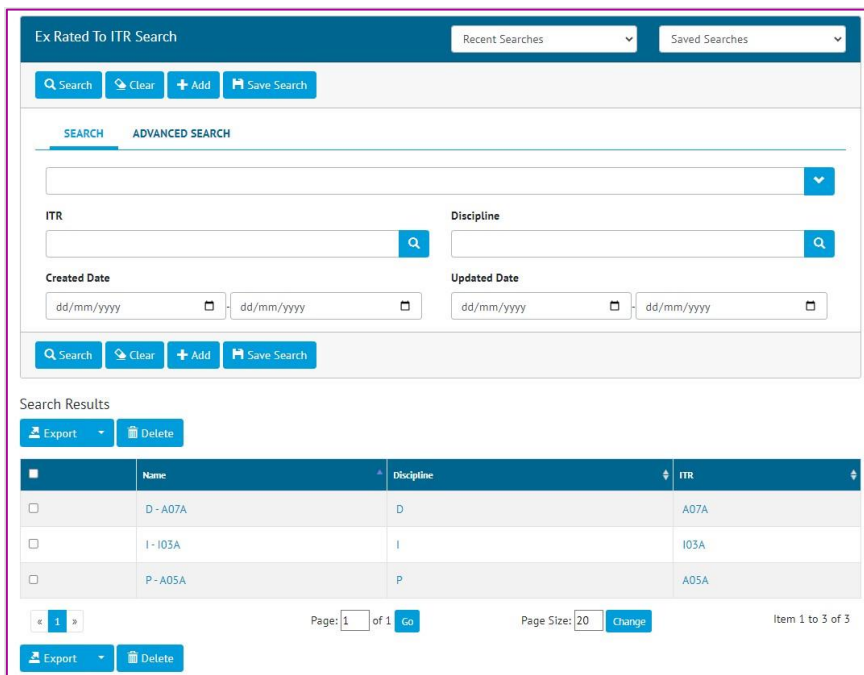 Ex Rated To ITR Search Recent Searches Saved Searches
Search Clear Add Save Search
SEARCH ADVANCED SEARCH
ITR Discipline
Created Date Updated Date
dd/mm/yyyy - dd/mm/yyyy dd/mm/yyyy - dd/mm/yyyy
Search Clear Add Save Search
Search Results
Export Delete
Name Discipline ITR
D - A07A D A07A
I - I03A I I03A
P - A05A P A05A
« 1 » Page: 1 of 1 Go Page Size: 20 Change Item 1 to 3 of 3
Export Delete